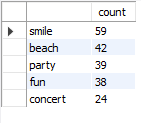 count
smile 59
beach 42
party 39
fun 38
concert 24